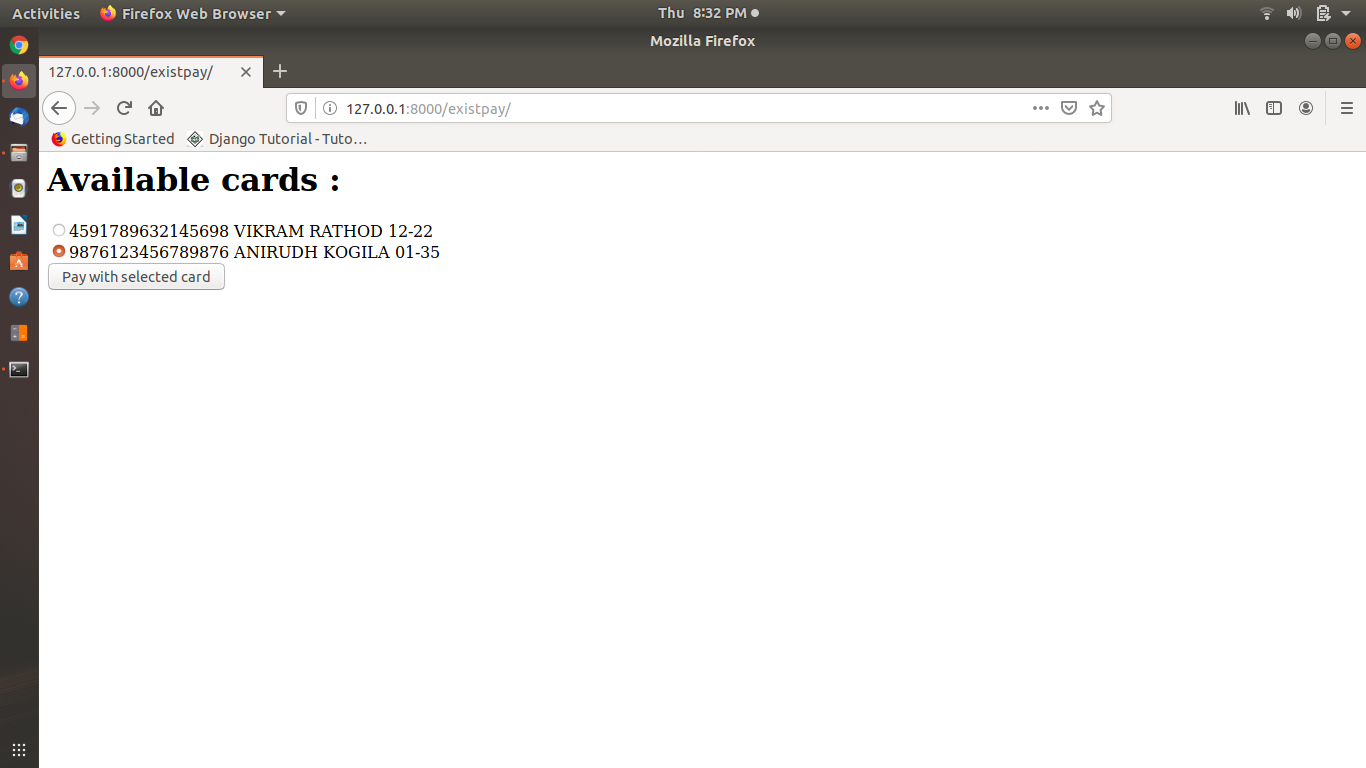 Activities Firefox Web Browser Thu 8:32 PM
Mozilla Firefox
127.0.0.1:8000/existpay/
127.0.0.1:8000/existpay/
Getting Started Django Tutorial - Tuto…
Available cards :
4591789632145698 VIKRAM RATHOD 12-22
9876123456789876 ANIRUDH KOGILA 01-35
Pay with selected card